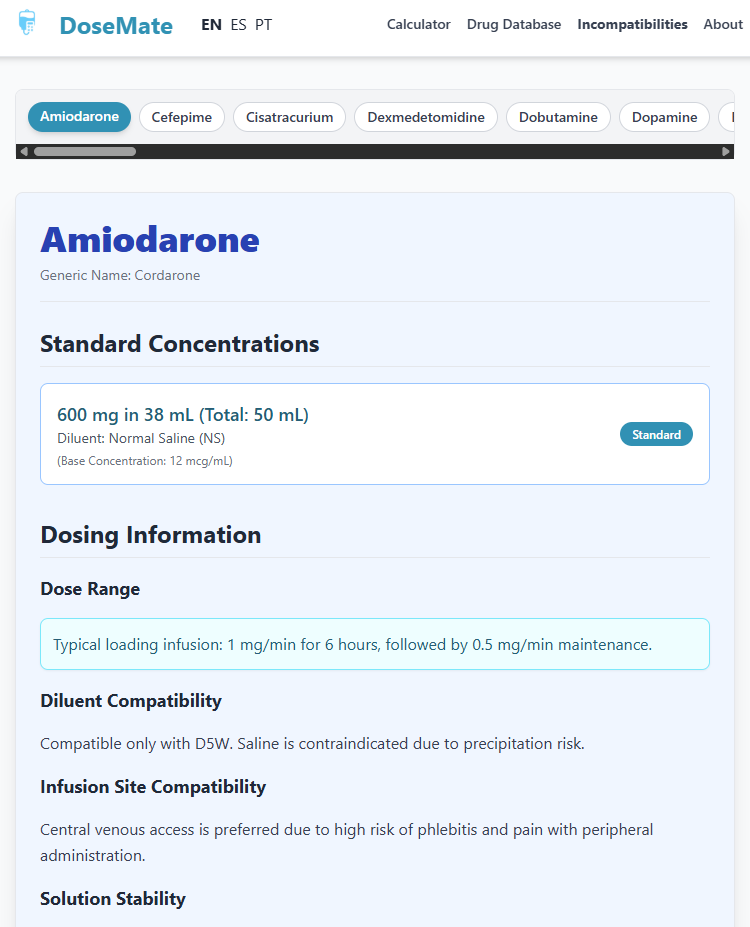 DoseMate
EN ES PT
Calculator Drug Database Incompatibilities About
Amiodarone Cefepime Cisatracurium Dexmedetomidine Dobutamine Dopamine
Amiodarone
Generic Name: Cordarone
Standard Concentrations
600 mg in 38 mL (Total: 50 mL)
Diluent: Normal Saline (NS)
(Base Concentration: 12 mcg/mL)
Standard
Dosing Information
Dose Range
Typical loading infusion: 1 mg/min for 6 hours, followed by 0.5 mg/min maintenance.
Diluent Compatibility
Compatible only with D5W. Saline is contraindicated due to precipitation risk.
Infusion Site Compatibility
Central venous access is preferred due to high risk of phlebitis and pain with peripheral
administration.
Solution Stability